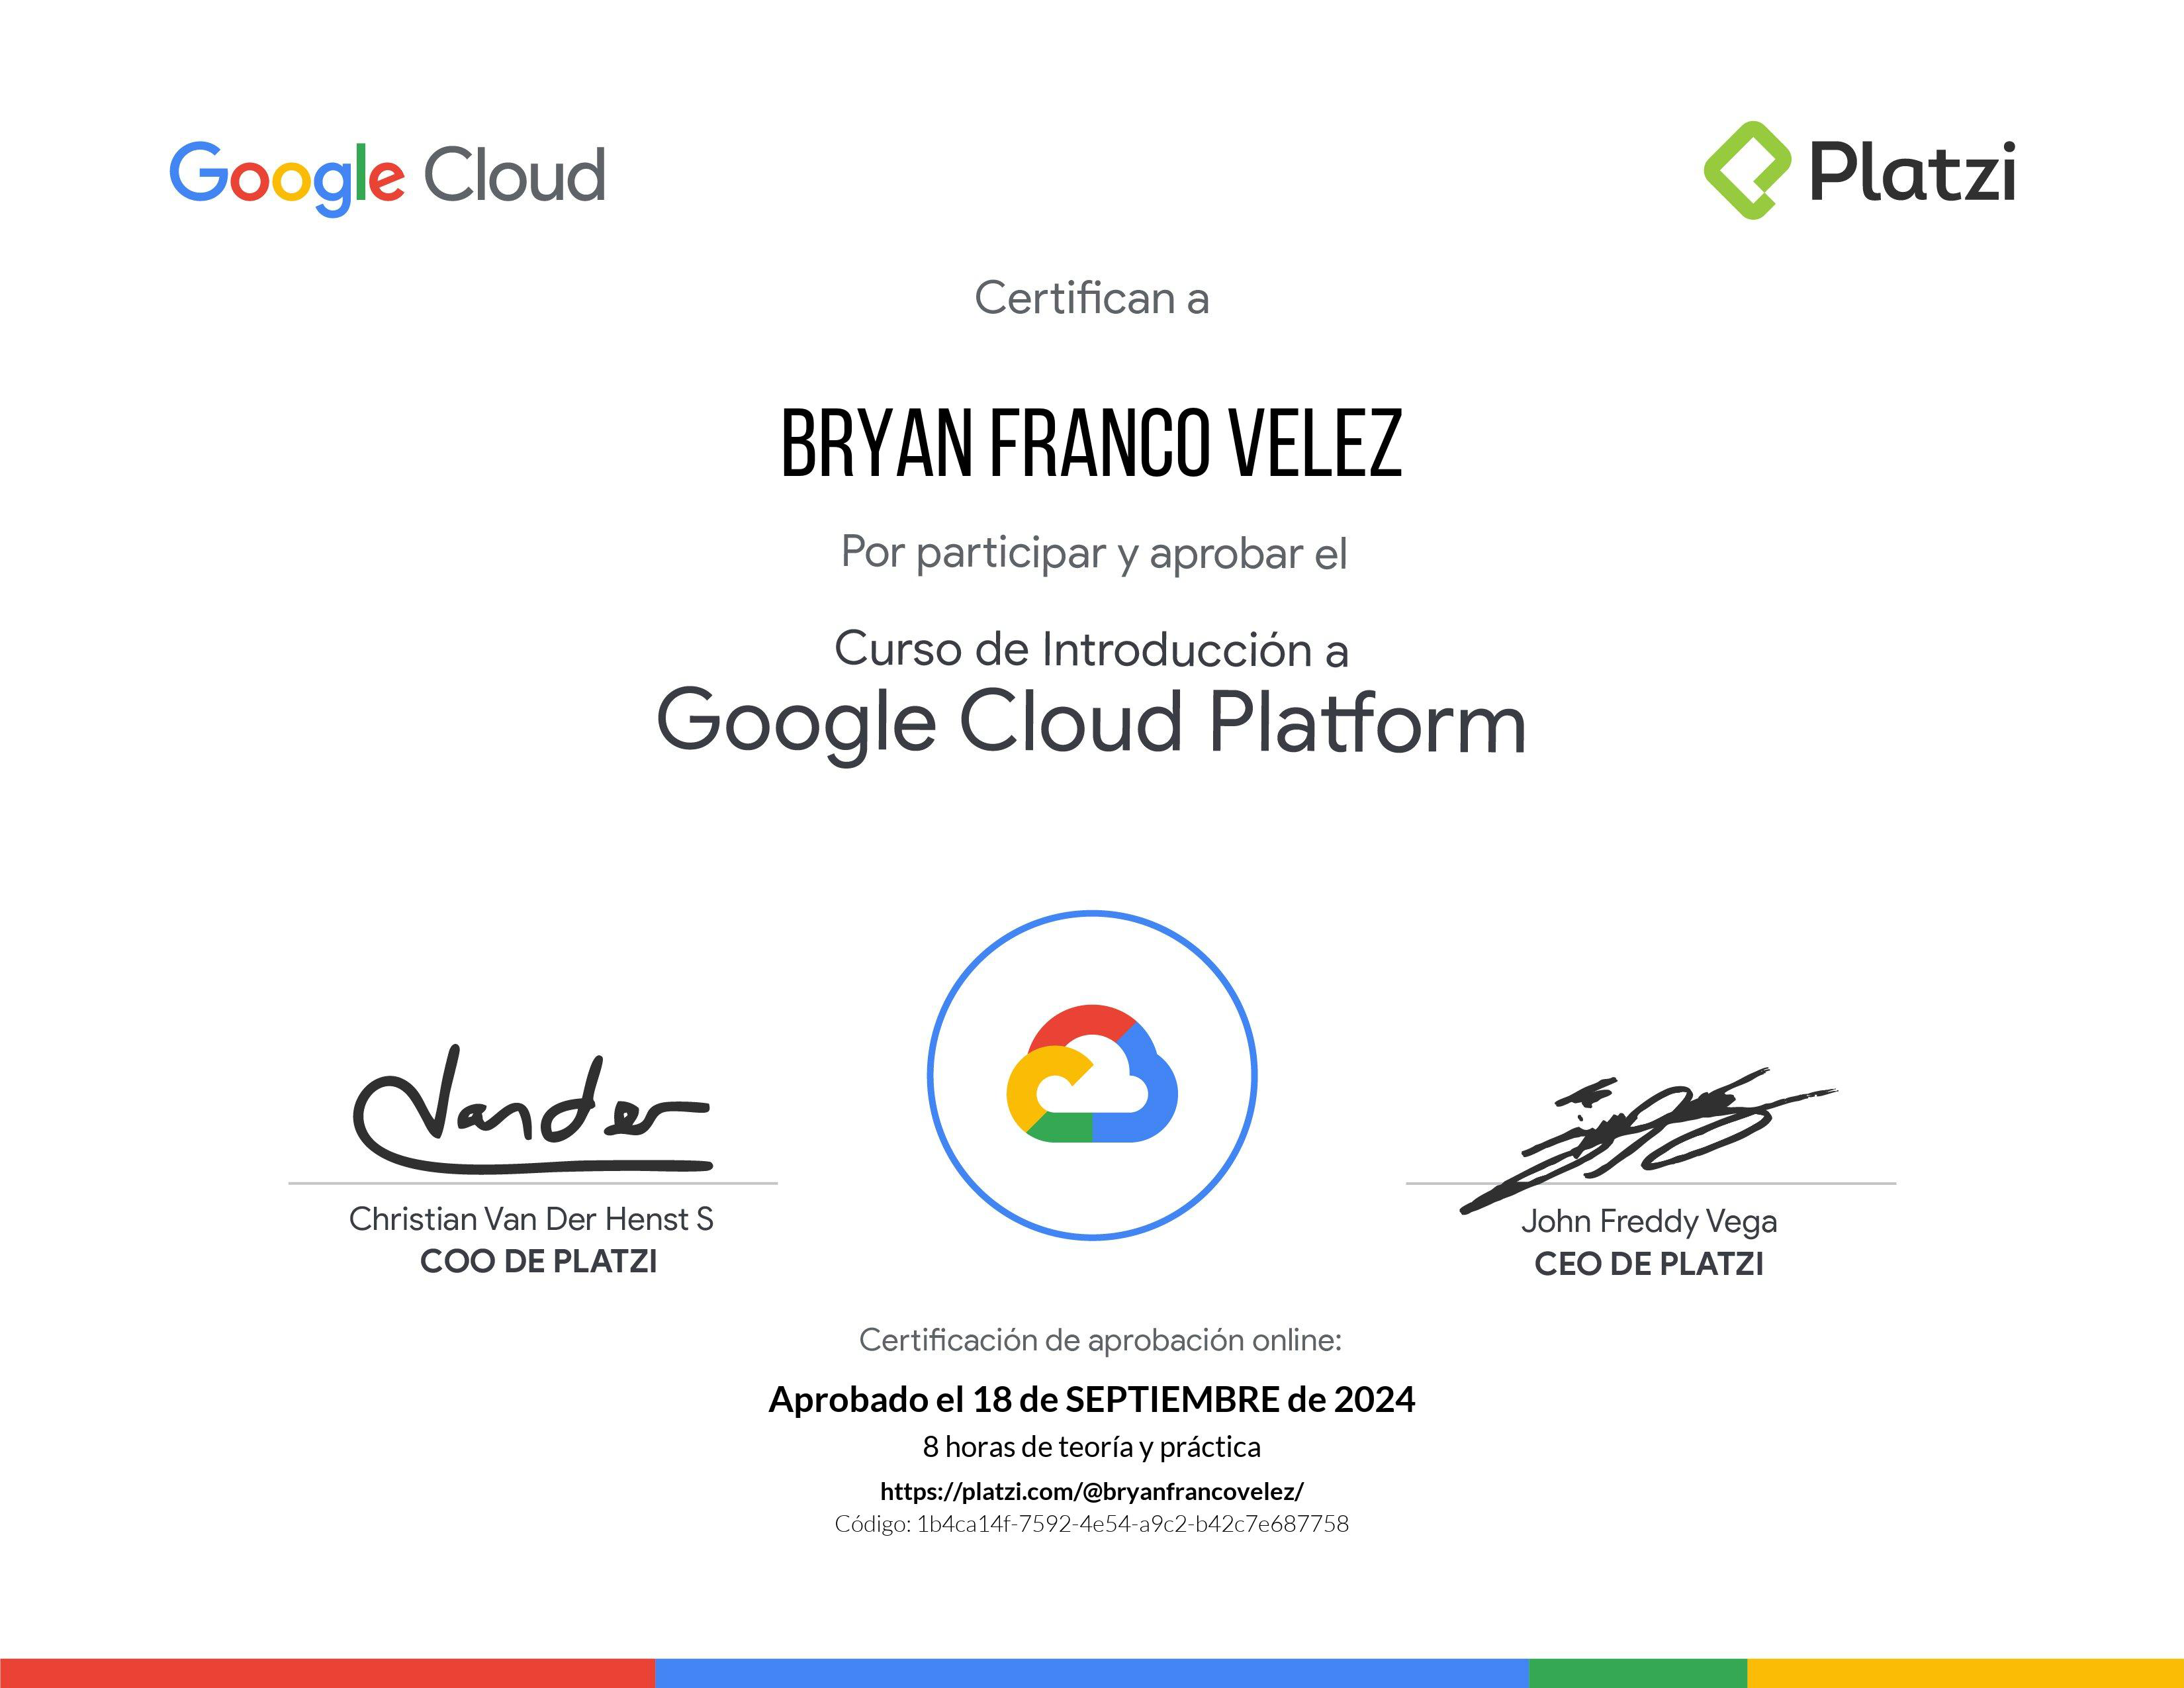 Google Cloud
Platzi
Certifican a
BRYAN FRANCO VELEZ
Por participar y aprobar el
Curso de Introducción a
Google Cloud Platform
Vander
Christian Van Der Henst S
COO DE PLATZI
John Freddy Vega
CEO DE PLATZI
Certificación de aprobación online:
Aprobado el 18 de SEPTIEMBRE de 2024
8 horas de teoría y práctica
https://platzi.com/@bryanfrancovelez/
Código: 1b4ca14f-7592-4e54-a9c2-b42c7e687758